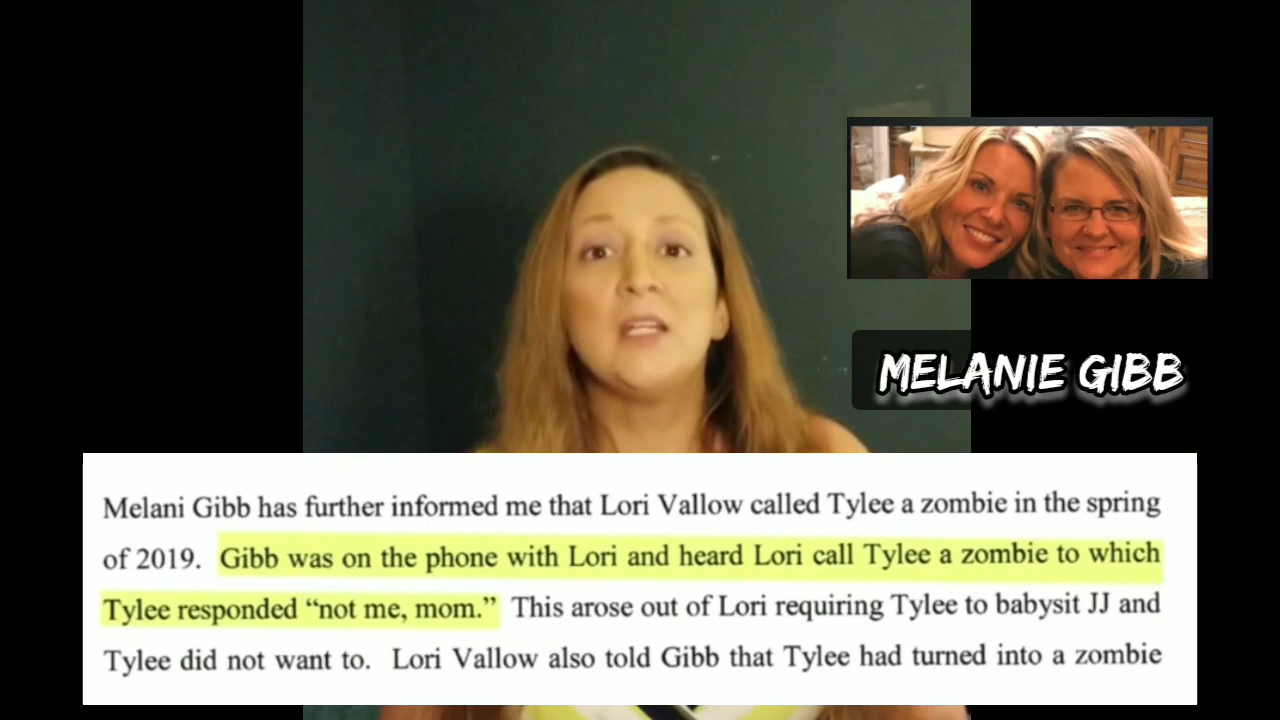 MELANIE GIBB
Melani Gibb has further informed me that Lori Vallow called Tylee a zombie in the spring
of 2019. Gibb was on the phone with Lori and heard Lori call Tylee a zombie to which
Tylee responded “not me, mom.” This arose out of Lori requiring Tylee to babysit JJ and
Tylee did not want to. Lori Vallow also told Gibb that Tylee had turned into a zombie